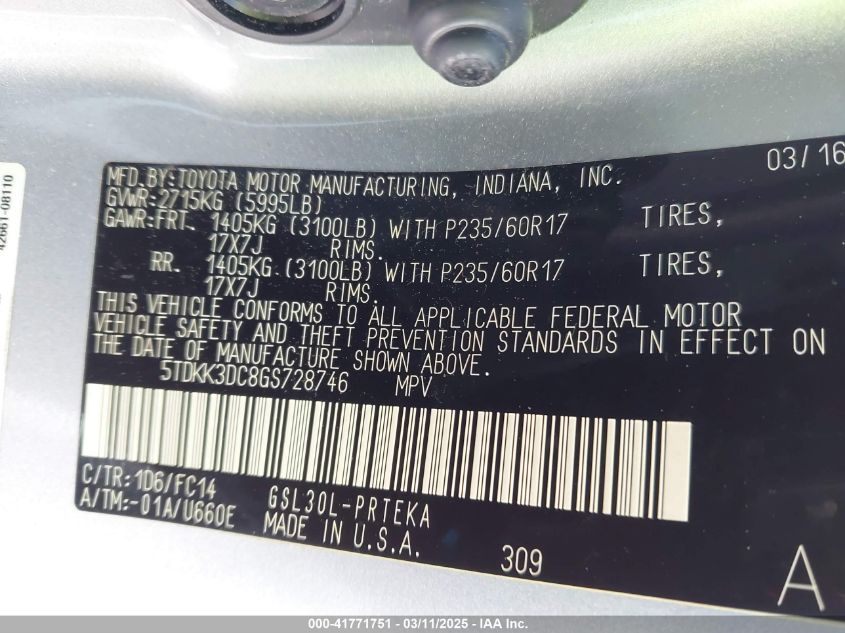 42661-08110
03/16
MFD.BY:TOYOTA MOTOR MANUFACTURING, INDIANA, INC.
GVWR:2715KG (5995LB)
GAWR:FRT. 1405KG (3100LB) WITH P235/60R17 TIRES,
17X7J RIMS.
RR. 1405KG (3100LB) WITH P235/60R17 TIRES,
17X7J RIMS.
THIS VEHICLE CONFORMS TO ALL APPLICABLE FEDERAL MOTOR
VEHICLE SAFETY AND THEFT PREVENTION STANDARDS IN EFFECT ON
THE DATE OF MANUFACTURE SHOWN ABOVE.
5TDKK3DC8GS728746 MPV
C/TR:1D6/FC14
A/TM:-01A/U660E
GSL30L-PRTEKA
MADE IN U.S.A.
309
A
000-41771751 - 03/11/2025 - IAA Inc.